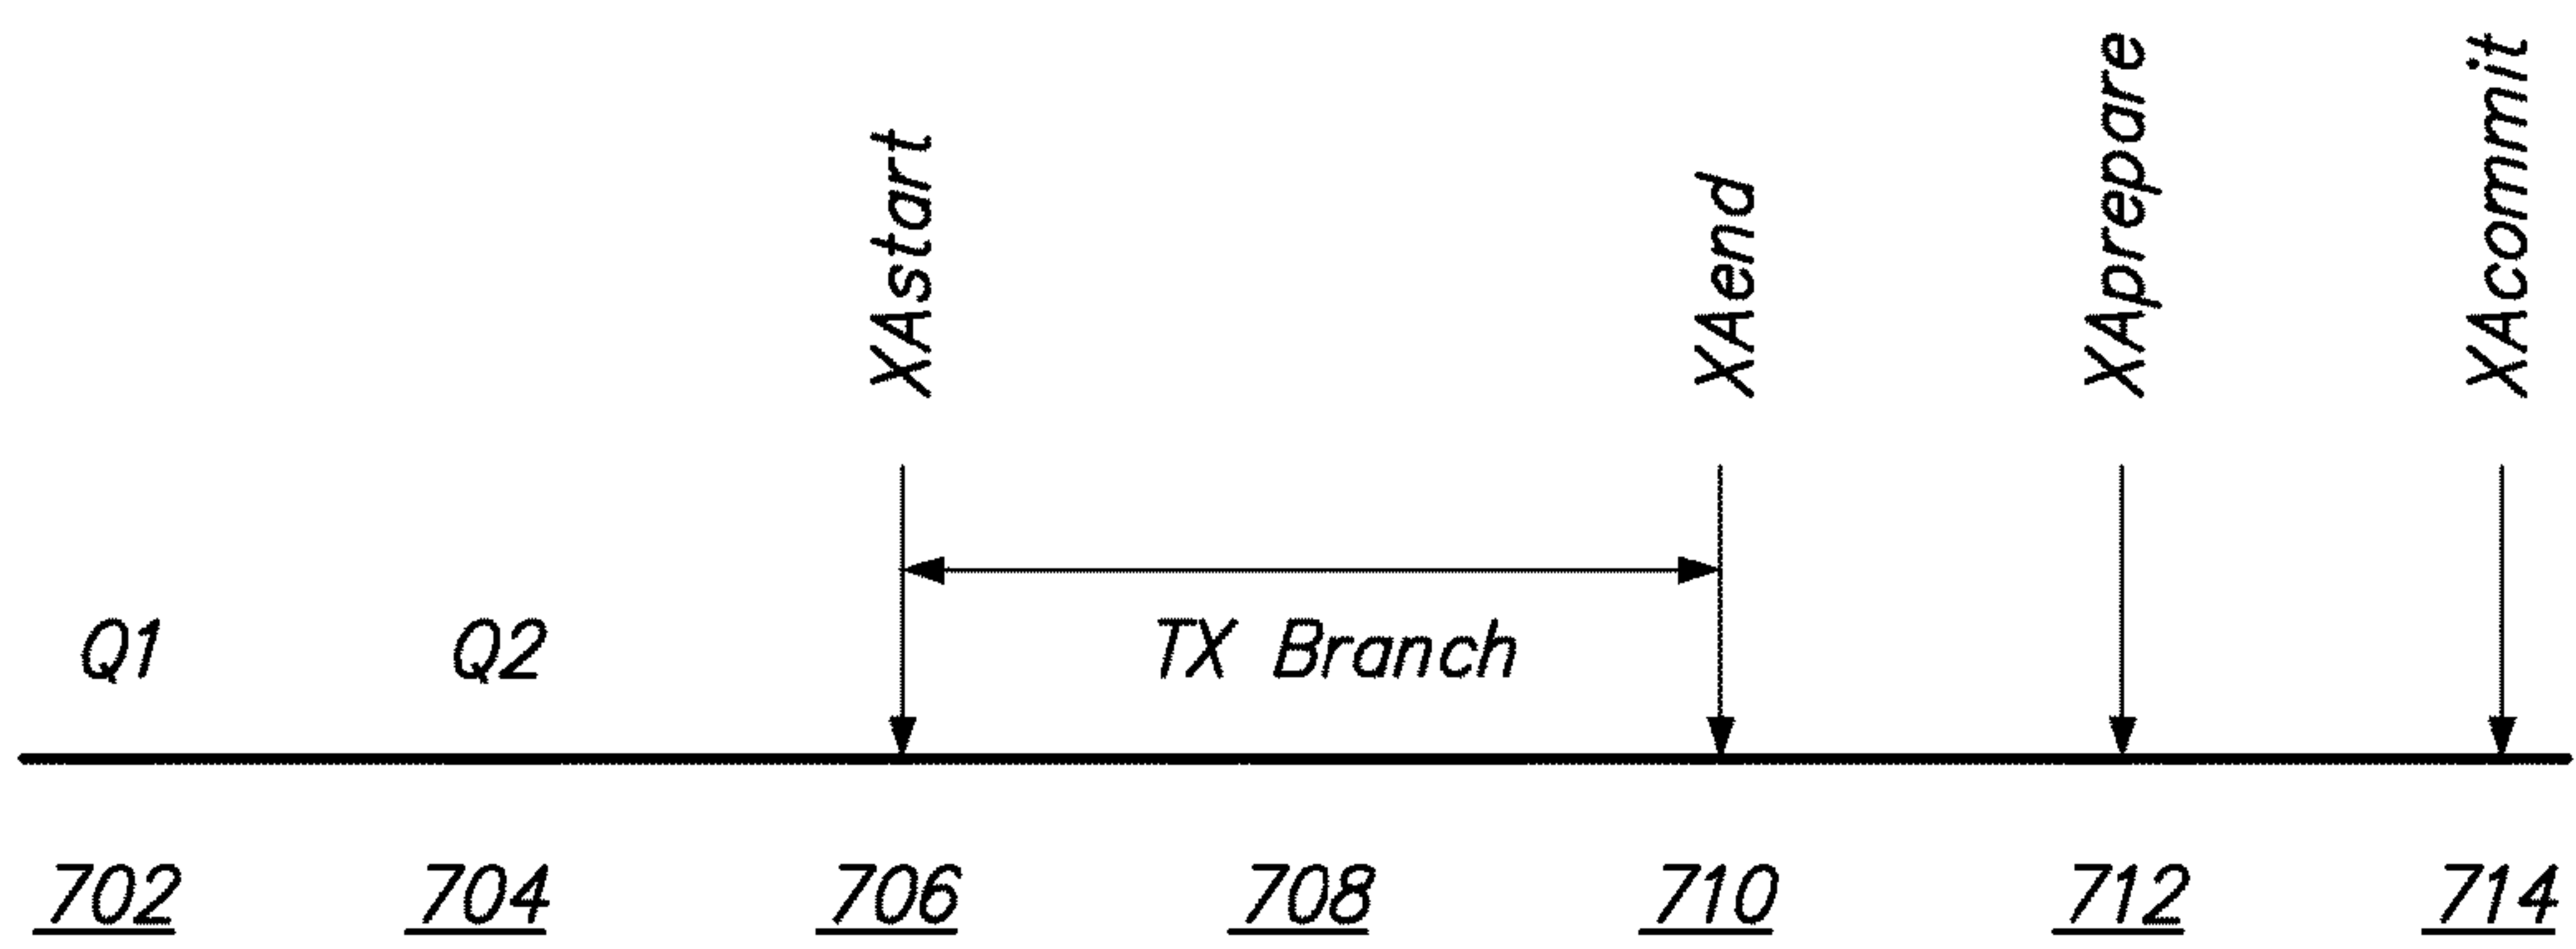 XAstart
XAend
XAprepare
XAcommit
Q1 Q2 TX Branch
702 704 706 708 710 712 714